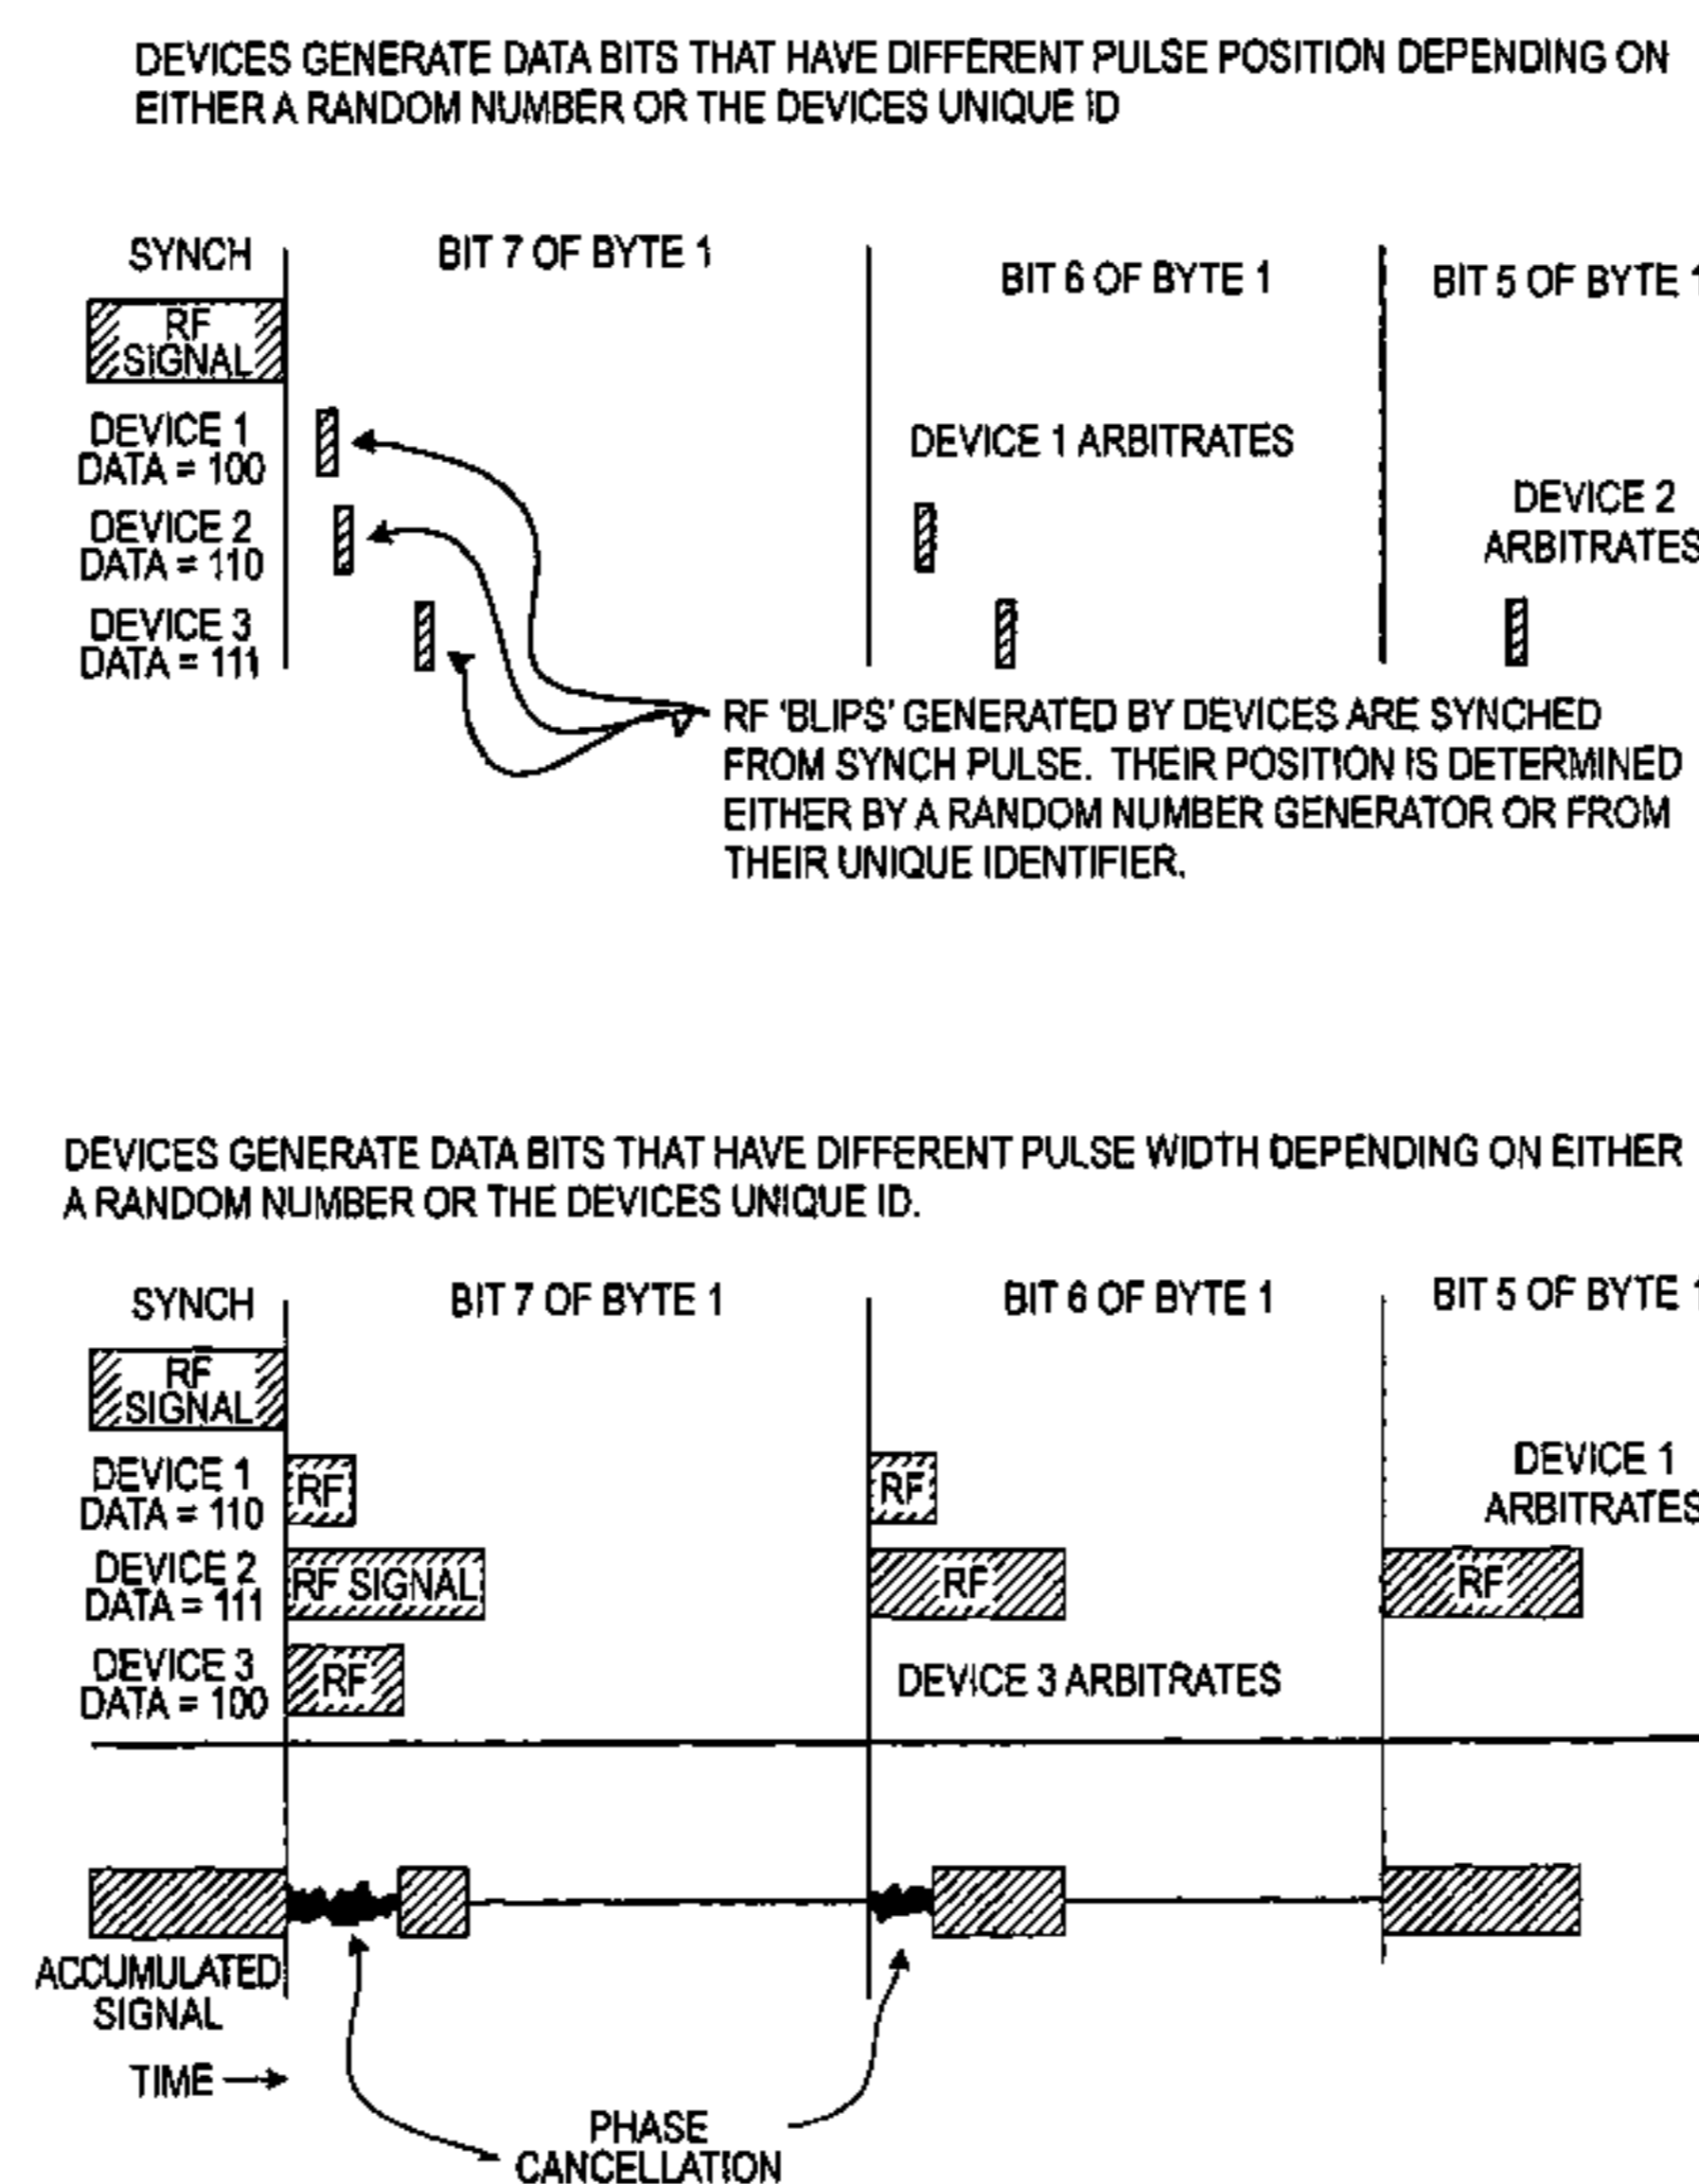 DEVICES GENERATE DATA BITS THAT HAVE DIFFERENT PULSE POSITION DEPENDING ON
EITHER A RANDOM NUMBER OR THE DEVICES UNIQUE ID
SYNCH
BIT 7 OF BYTE 1
BIT 6 OF BYTE 1
BIT 5 OF BYTE 1
RF
SIGNAL
DEVICE 1
DATA = 100
DEVICE 1 ARBITRATES
DEVICE 2
DATA = 110
DEVICE 2
ARBITRATES
DEVICE 3
DATA = 111
RF 'BLIPS' GENERATED BY DEVICES ARE SYNCHED
FROM SYNCH PULSE. THEIR POSITION IS DETERMINED
EITHER BY A RANDOM NUMBER GENERATOR OR FROM
THEIR UNIQUE IDENTIFIER.
DEVICES GENERATE DATA BITS THAT HAVE DIFFERENT PULSE WIDTH DEPENDING ON EITHER
A RANDOM NUMBER OR THE DEVICES UNIQUE ID.
SYNCH
BIT 7 OF BYTE 1
BIT 6 OF BYTE 1
BIT 5 OF BYTE 1
RF
SIGNAL
DEVICE 1
DATA = 110
RF
RF
DEVICE 1
ARBITRATES
DEVICE 2
DATA = 111
RF SIGNAL
RF
RF
DEVICE 3
DATA = 100
RF
DEVICE 3 ARBITRATES
ACCUMULATED
SIGNAL
TIME
PHASE
CANCELLATION